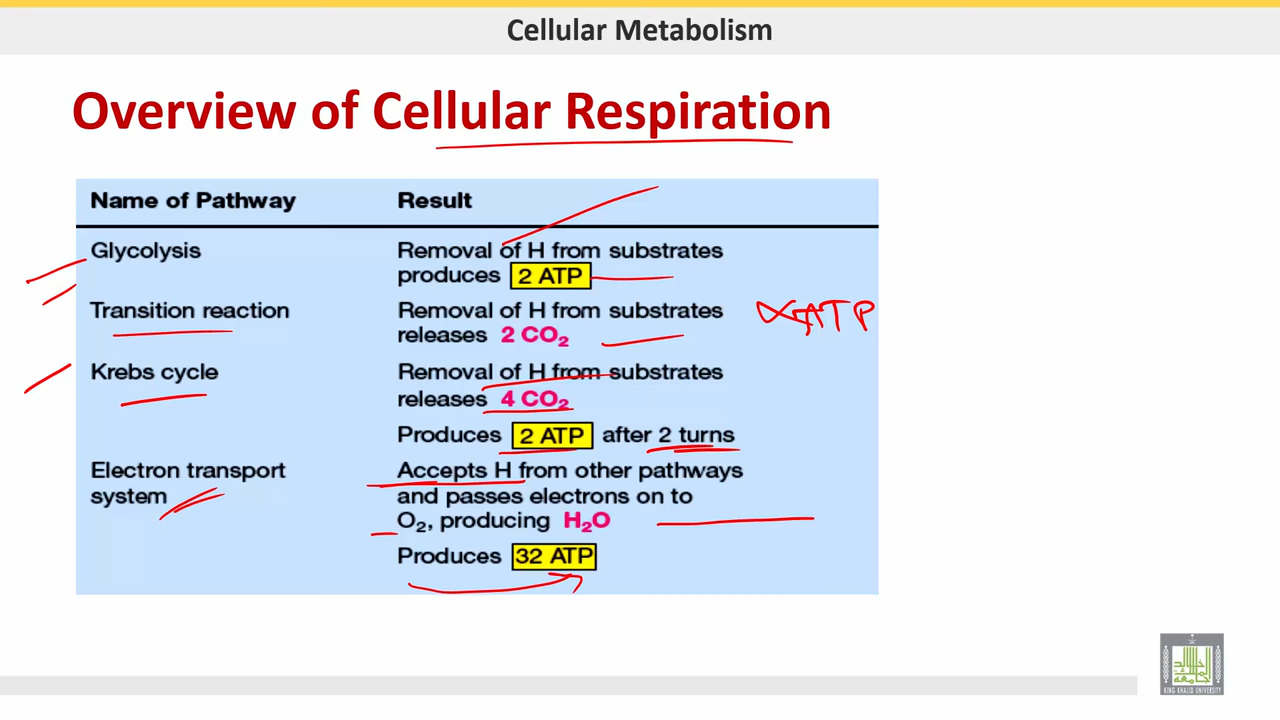 Cellular Metabolism
Overview of Cellular Respiration
Name of Pathway Result
Glycolysis Removal of H from substrates
produces 2 ATP
Transition reaction Removal of H from substrates
releases 2 CO₂
ATP
Krebs cycle Removal of H from substrates
releases 4 CO₂
Produces 2 ATP after 2 turns
Electron transport Accepts H from other pathways
system and passes electrons on to
O₂, producing H₂O
Produces 32 ATP
KING KHALID UNIVERSITY